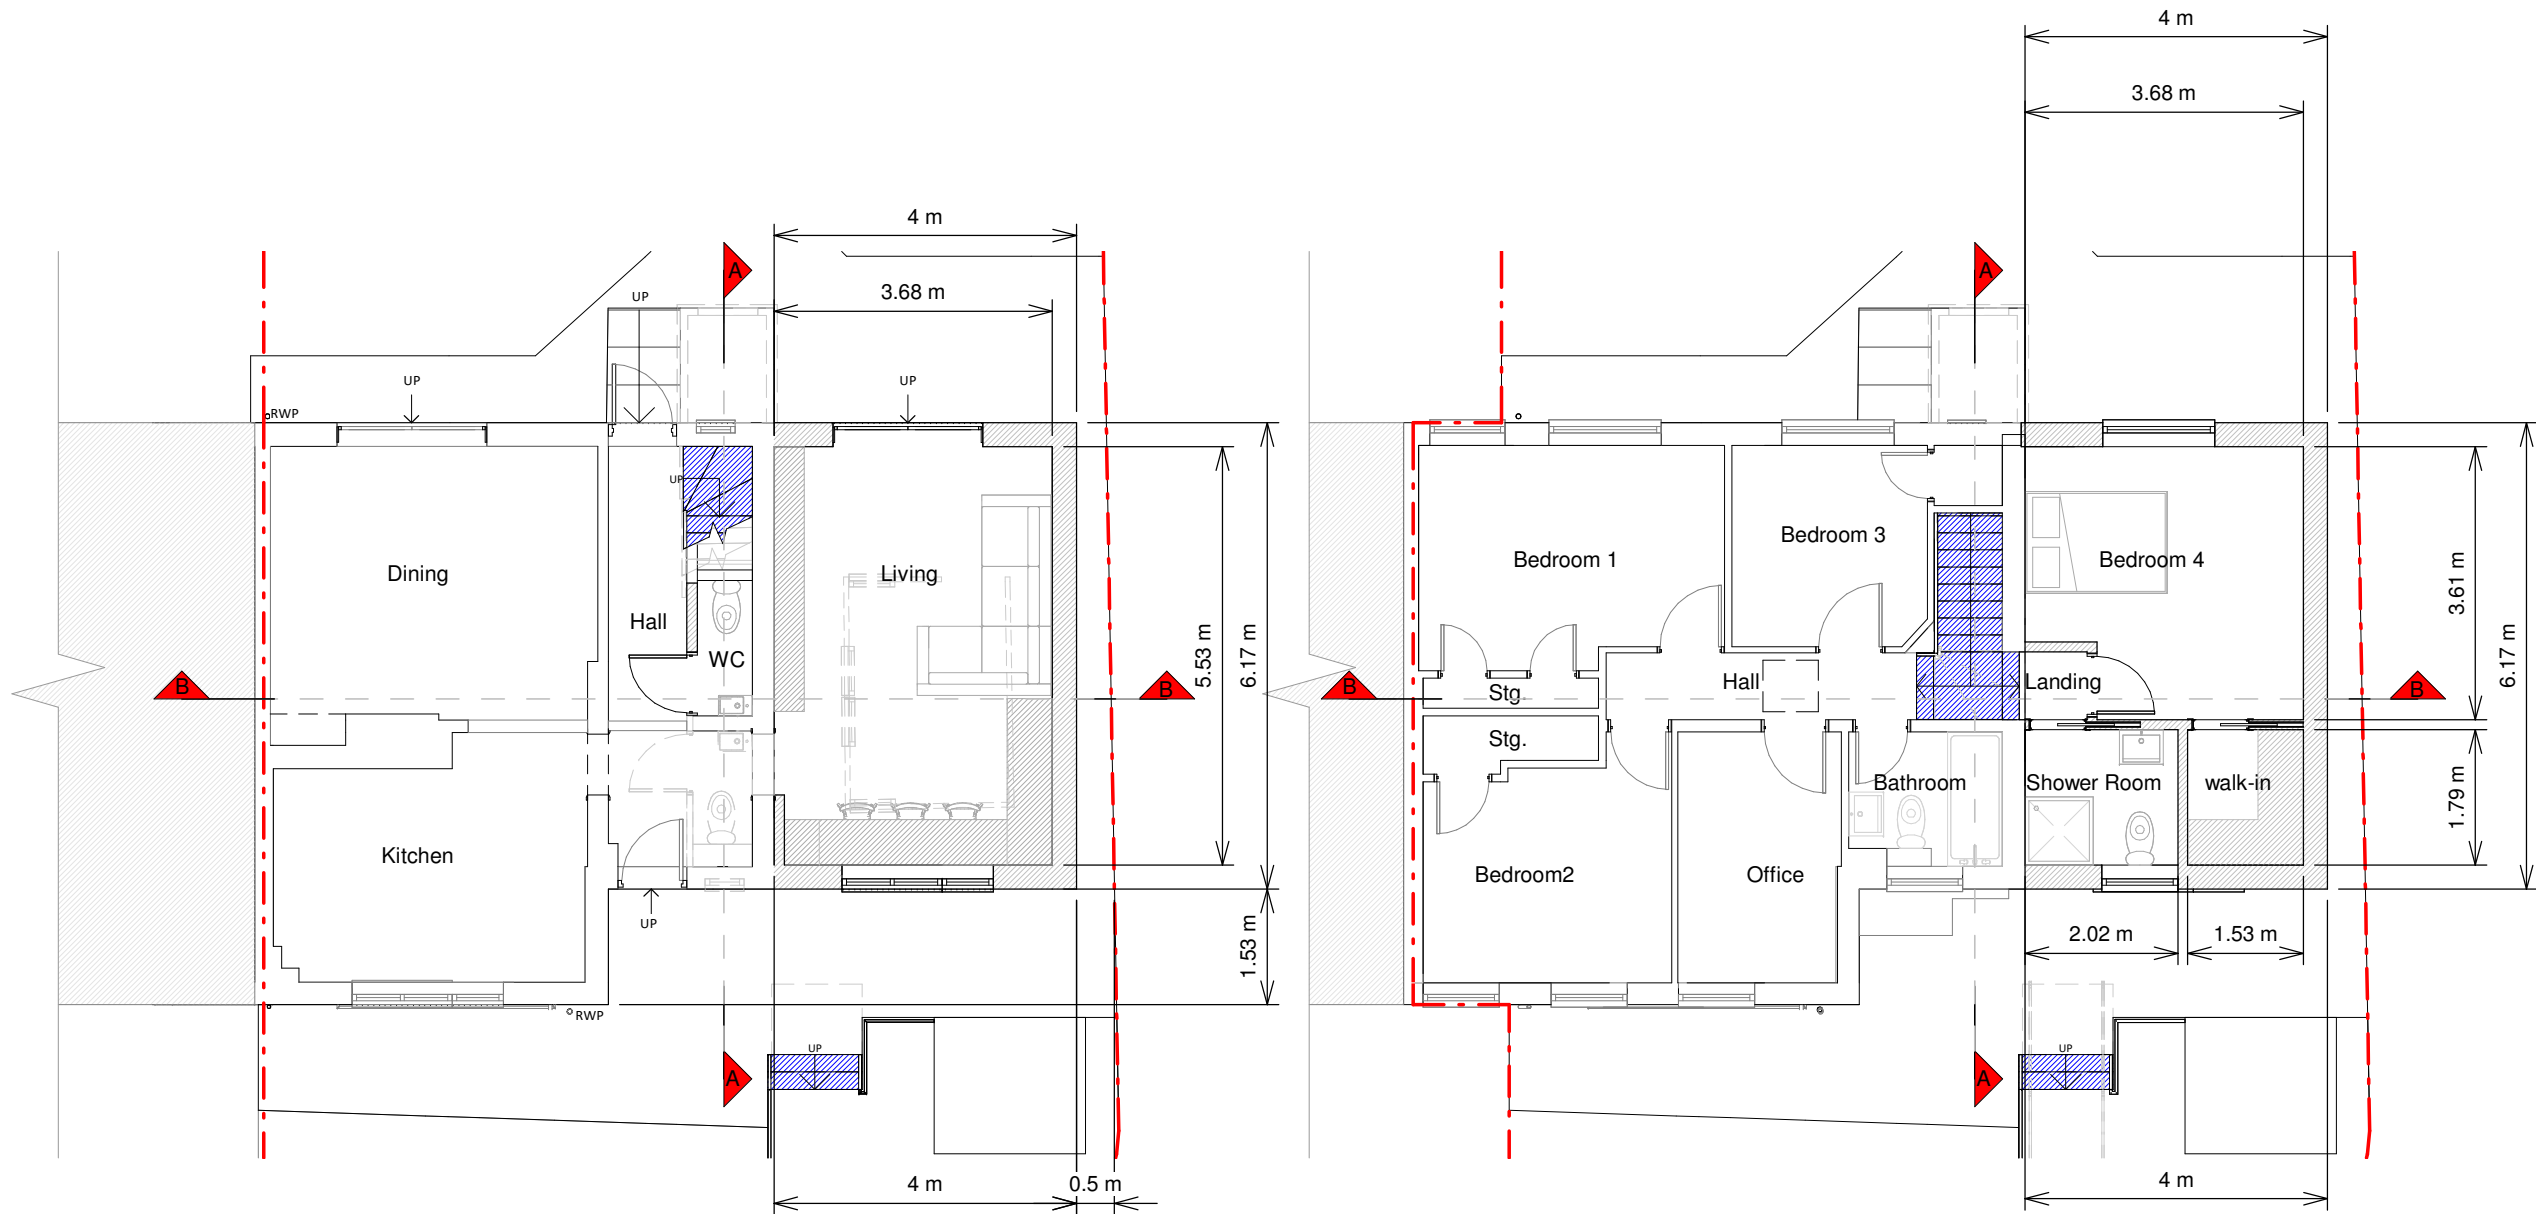 4 m
3.68 m
4 m
3.68 m
A
A
UP
UP
UP
RWP
UP
Dining
Living
Hall
WC
B
B
5.53 m
6.17 m
Kitchen
UP
1.53 m
RWP
UP
A
4 m
0.5 m
Bedroom 1
Bedroom 3
Bedroom 4
3.61 m
6.17 m
B
Stg.
Hall
Landing
B
Stg.
Bathroom
Shower Room
walk-in
1.79 m
Bedroom2
Office
2.02 m
1.53 m
UP
A
4 m